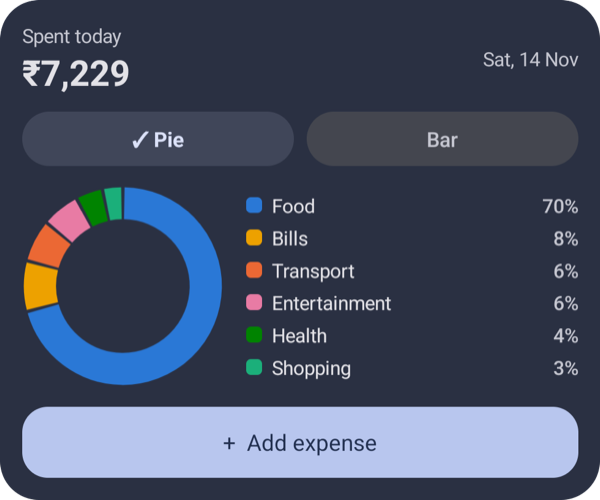 Spent today
₹7,229
Sat, 14 Nov
✓ Pie
Bar
Food 70%
Bills 8%
Transport 6%
Entertainment 6%
Health 4%
Shopping 3%
+ Add expense